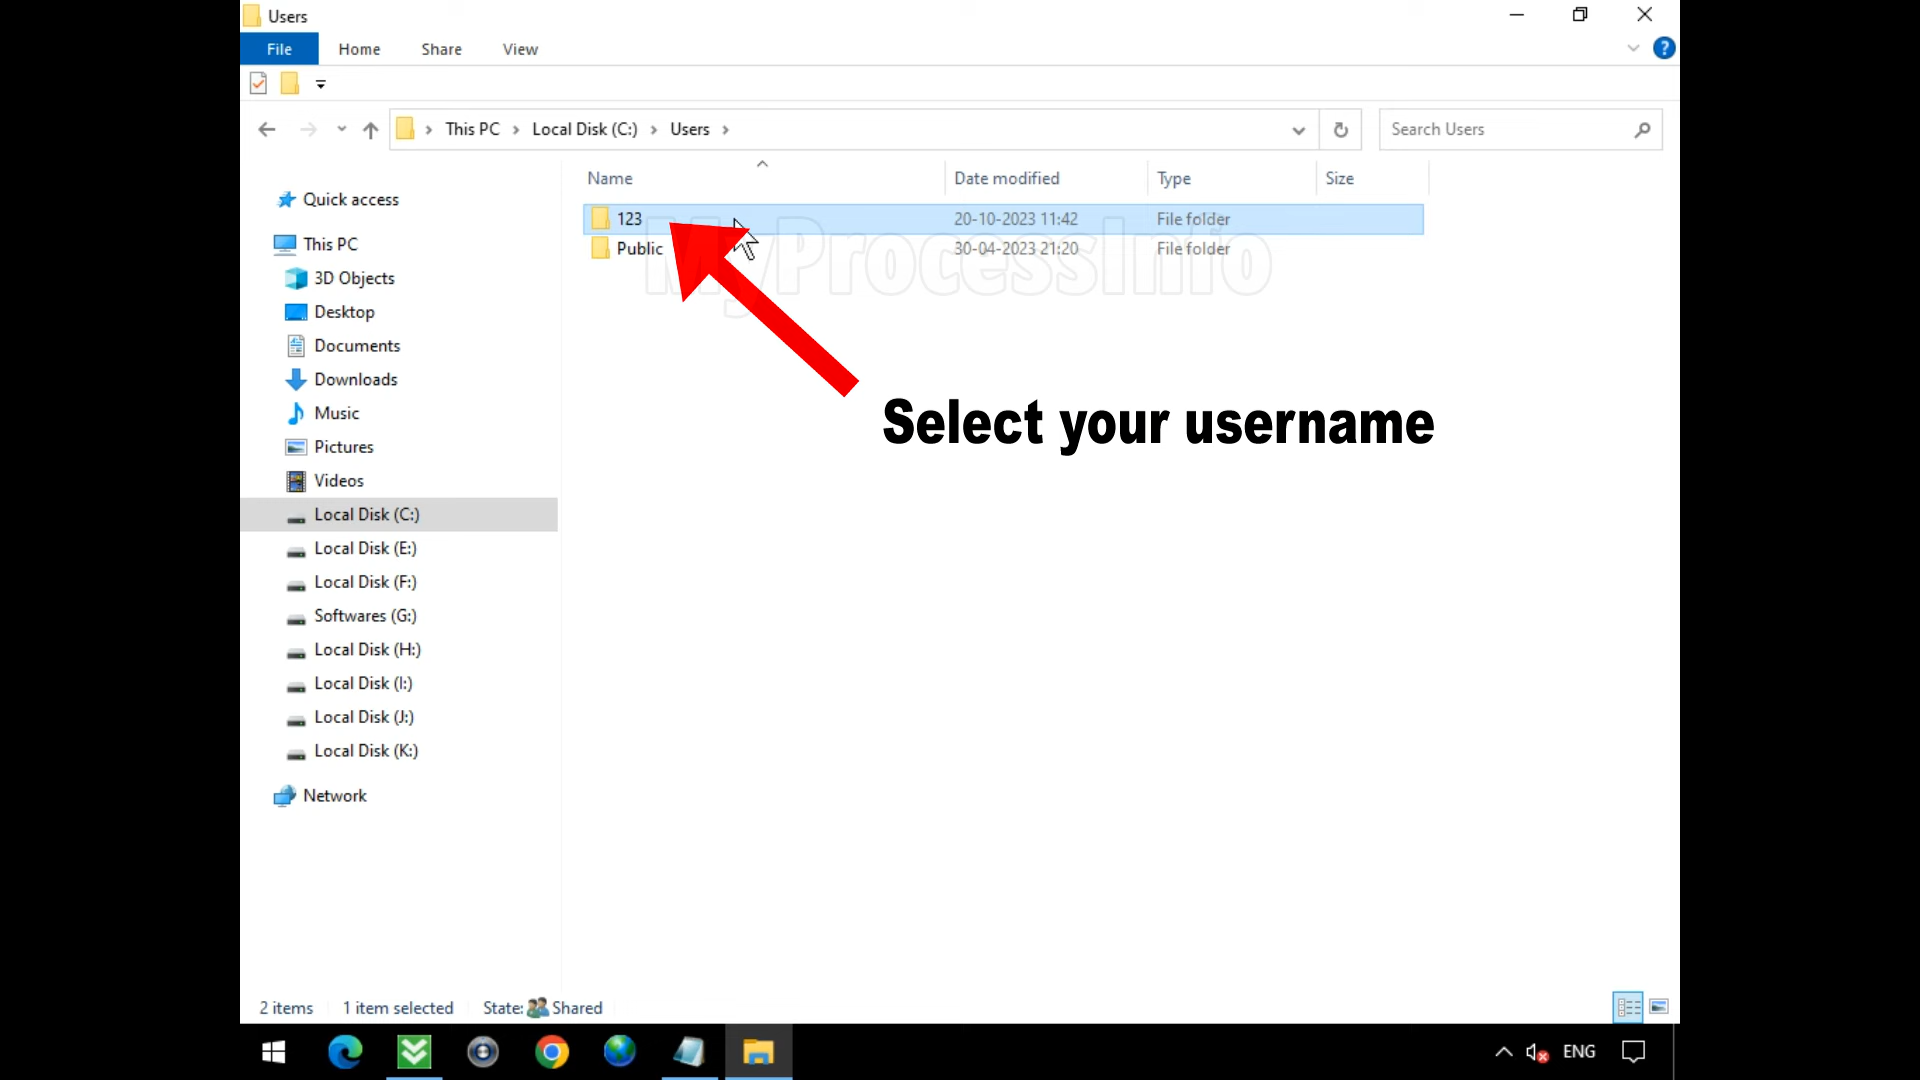 Users
File Home Share View
This PC Local Disk (C:) Users
Search Users
Name Date modified Type Size
123 20-10-2023 11:42 File folder
Public 30-04-2023 21:20 File folder
MyProcessInfo
Select your username
Quick access
This PC
3D Objects
Desktop
Documents
Downloads
Music
Pictures
Videos
Local Disk (C:)
Local Disk (E:)
Local Disk (F:)
Softwares (G:)
Local Disk (H:)
Local Disk (I:)
Local Disk (J:)
Local Disk (K:)
Network
2 items 1 item selected State: Shared
ENG